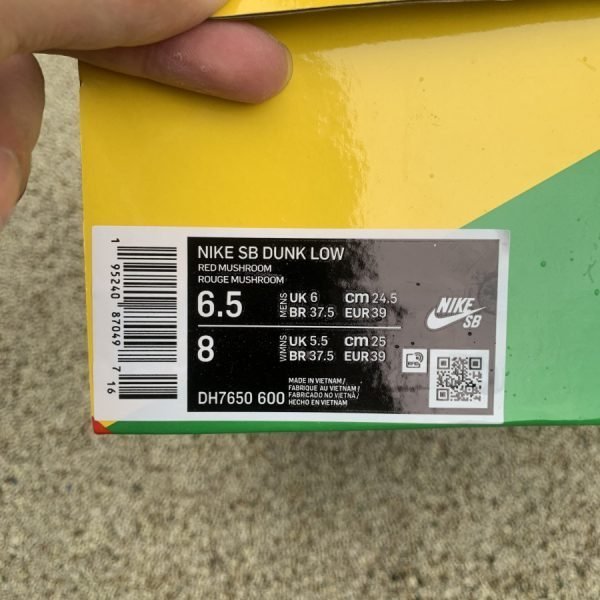 NIKE SB DUNK LOW
RED MUSHROOM
ROUGE MUSHROOM
6.5 MENS UK 6 cm 24.5
BR 37.5 EUR 39
8 WMNS UK 5.5 cm 25
BR 37.5 EUR 39
DH7650 600
MADE IN VIETNAM /
FABRIQUE AU VIETNAM /
FABRICADO NO VIETNÃ /
HECHO EN VIETNAM
NIKE
SB
1 95240 87049 7 16